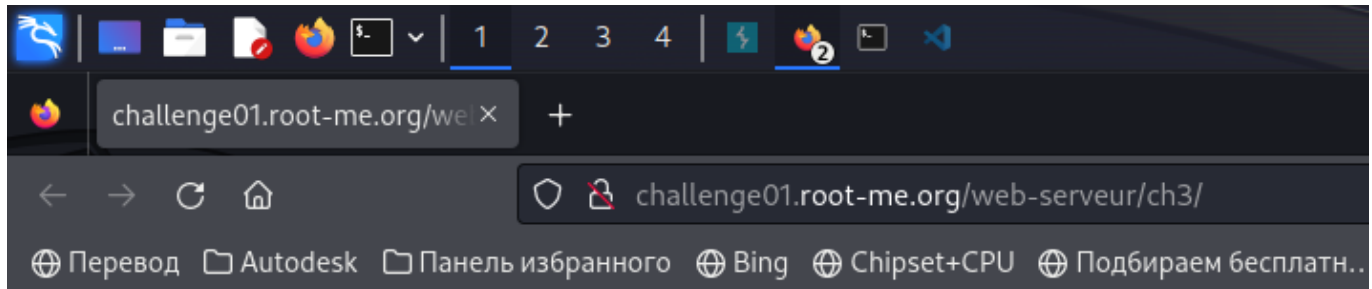 1 2 3 4 2
challenge01.root-me.org/we
challenge01.root-me.org/web-serveur/ch3/
Перевод Autodesk Панель избранного Bing Chipset+CPU Подбираем бесплатн..